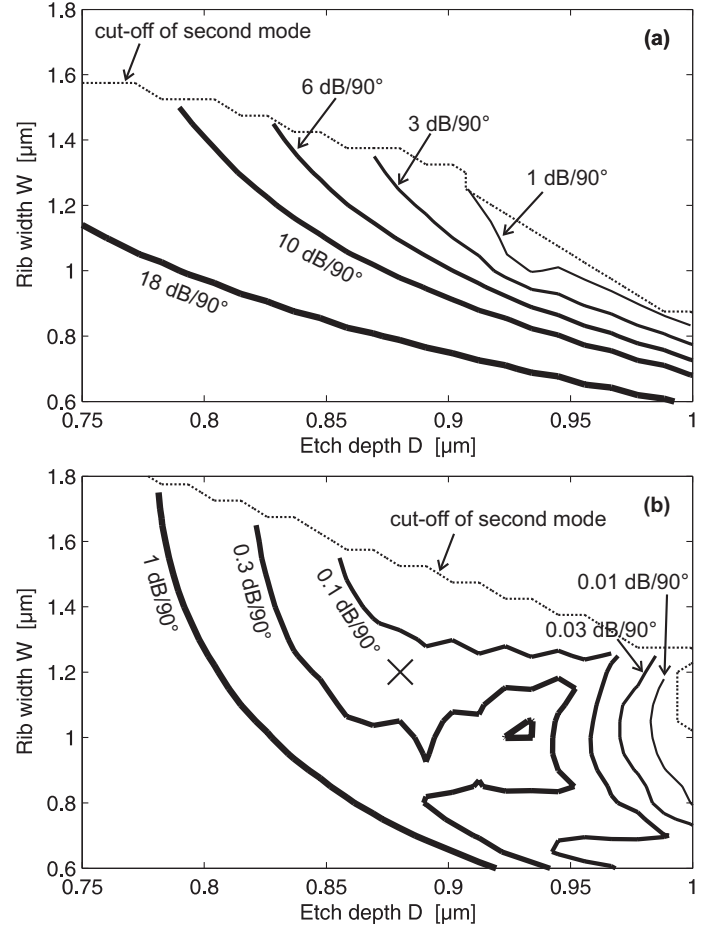 cut-off of second mode
(a)
6 dB/90°
3 dB/90°
1 dB/90°
10 dB/90°
18 dB/90°
1.8
1.6
1.4
1.2
1
0.8
0.6
Rib width W [µm]
0.75 0.8 0.85 0.9 0.95 1
Etch depth D [µm]
(b)
cut-off of second mode
0.01 dB/90°
0.03 dB/90°
0.1 dB/90°
0.3 dB/90°
1 dB/90°
1.8
1.6
1.4
1.2
1
0.8
0.6
Rib width W [µm]
0.75 0.8 0.85 0.9 0.95 1
Etch depth D [µm]